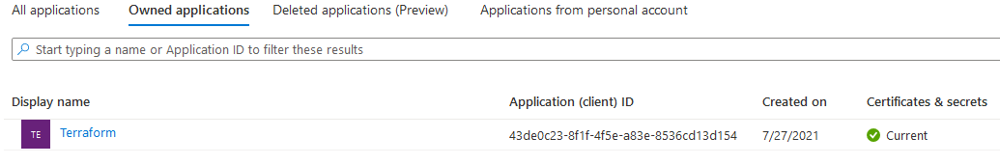 All applications Owned applications Deleted applications (Preview) Applications from personal account
Start typing a name or Application ID to filter these results
Display name Application (client) ID Created on Certificates & secrets
TE Terraform 43de0c23-8f1f-4f5e-a83e-8536cd13d154 7/27/2021 Current